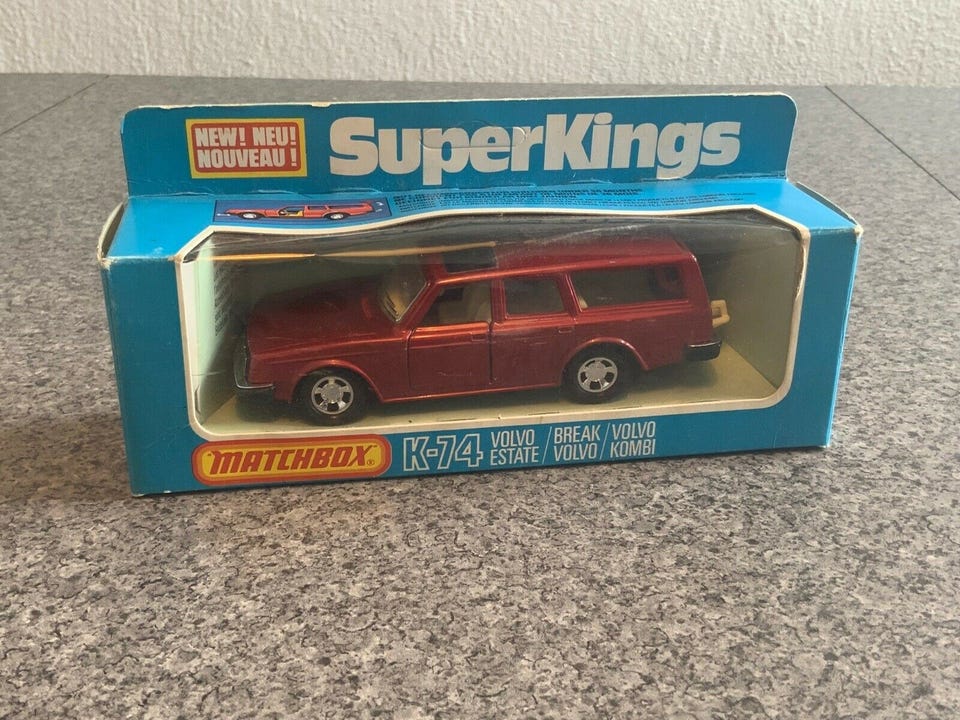 NEW! NEU!
NOUVEAU!
SuperKings
MATCHBOX®
K-74
VOLVO / BREAK / VOLVO
ESTATE / VOLVO / KOMBI